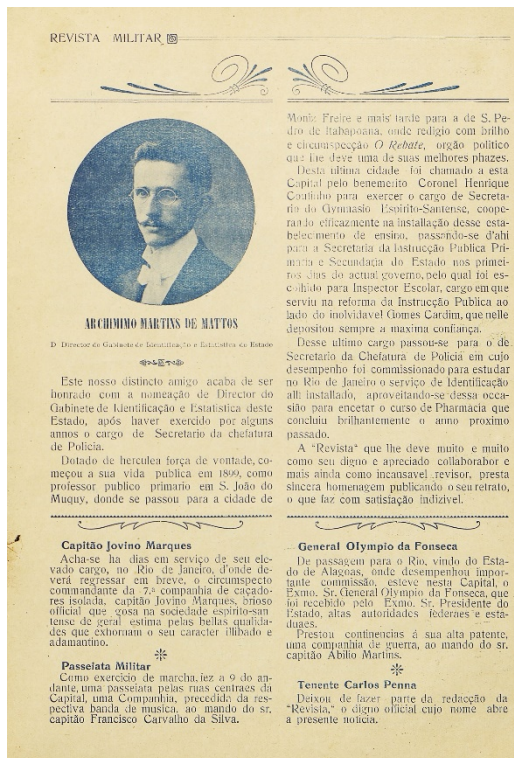 REVISTA MILITAR
ARCHIMIMO MARTINS DE MATTOS
D Director do Gabinete de Identificação e Estatistica do Estado
Este nosso distincto amigo acaba de ser
honrado com a nomeação de Director do
Gabinete de Identificação e Estatistica deste
Estado, após haver exercido por alguns
annos o cargo de Secretario da chefatura
de Policia.
Dotado de herculea força de vontade, co-
meçou a sua vida publica em 1899, como
professor publico primario em S. João do
Muquy, donde se passou para a cidade de
Moniz Freire e mais tarde para a de S. Pe-
dro de Itabapoana, onde redigio com brilho
e circumspecção O Rebate, orgão politico
que lhe deve uma de suas melhores phazes.
Desta ultima cidade foi chamado a esta
Capital pelo benemerito Coronel Henrique
Coutinho para exercer o cargo de Secreta-
rio do Gymnasio Espirito-Santense, coope-
rando efficazmente na installação desse esta-
belecimento de ensino, passando-se d'ahi
para a Secretaria da Instrucção Publica Pri-
maria e Secundaria do Estado nos primei-
ros dias do actual governo, pelo qual foi es-
colhido para Inspector Escolar, cargo em que
serviu na reforma da Instrucção Publica ao
lado do inolvidavel Gomes Cardim, que nelle
depositou sempre a maxima confiança.
Desse ultimo cargo passou-se para o de
Secretario da Chefatura de Policia em cujo
desempenho foi commissionado para estudar
no Rio de Janeiro o serviço de Identificação
alli installado, aproveitando-se dessa occa-
sião para encetar o curso de Pharmacia que
concluiu brilhantemente o anno proximo
passado.
A "Revista" que lhe deve muito e muito
como seu digno e apreciado collaborabor e
mais ainda como incansavel revisor, presta
sincera homenagem publicando o seu retrato,
o que faz com satisfação indizivel.
Capitão Jovino Marques
Acha-se ha dias em serviço de seu ele-
vado cargo, no Rio de Janeiro, d'onde de-
verá regressar em breve, o circumspecto
commandante da 7.ª companhia de caçado-
res isolada, capitão Jovino Marques, brioso
official que gosa na sociedade espirito-san
tense de geral estima pelas bellas qualida-
des que exhornam o seu caracter illibado e
adamantino.
Passeiata Militar
Como exercicio de marcha, fez a 9 do an-
dante, uma passeiata pelas ruas centraes da
Capital, uma Companhia, precedida da res-
pectiva banda de musica, ao mando do sr.
capitão Francisco Carvalho da Silva.
General Olympio da Fonseca
De passagem para o Rio, vindo do Esta-
do de Alagoas, onde desempenhou impor-
tante commissão, esteve nesta Capital, o
Exmo. Sr. General Olympio da Fonseca, que
foi recebido pelo Exmo. Sr. Presidente do
Estado, altas autoridades federaes e esta-
duaes.
Prestou continencias á sua alta patente,
uma companhia de guerra, ao mando do sr.
capitão Abilio Martins.
Tenente Carlos Penna
Deixou de fazer parte da redacção da
"Revista," o digno official cujo nome abre
a presente noticia.